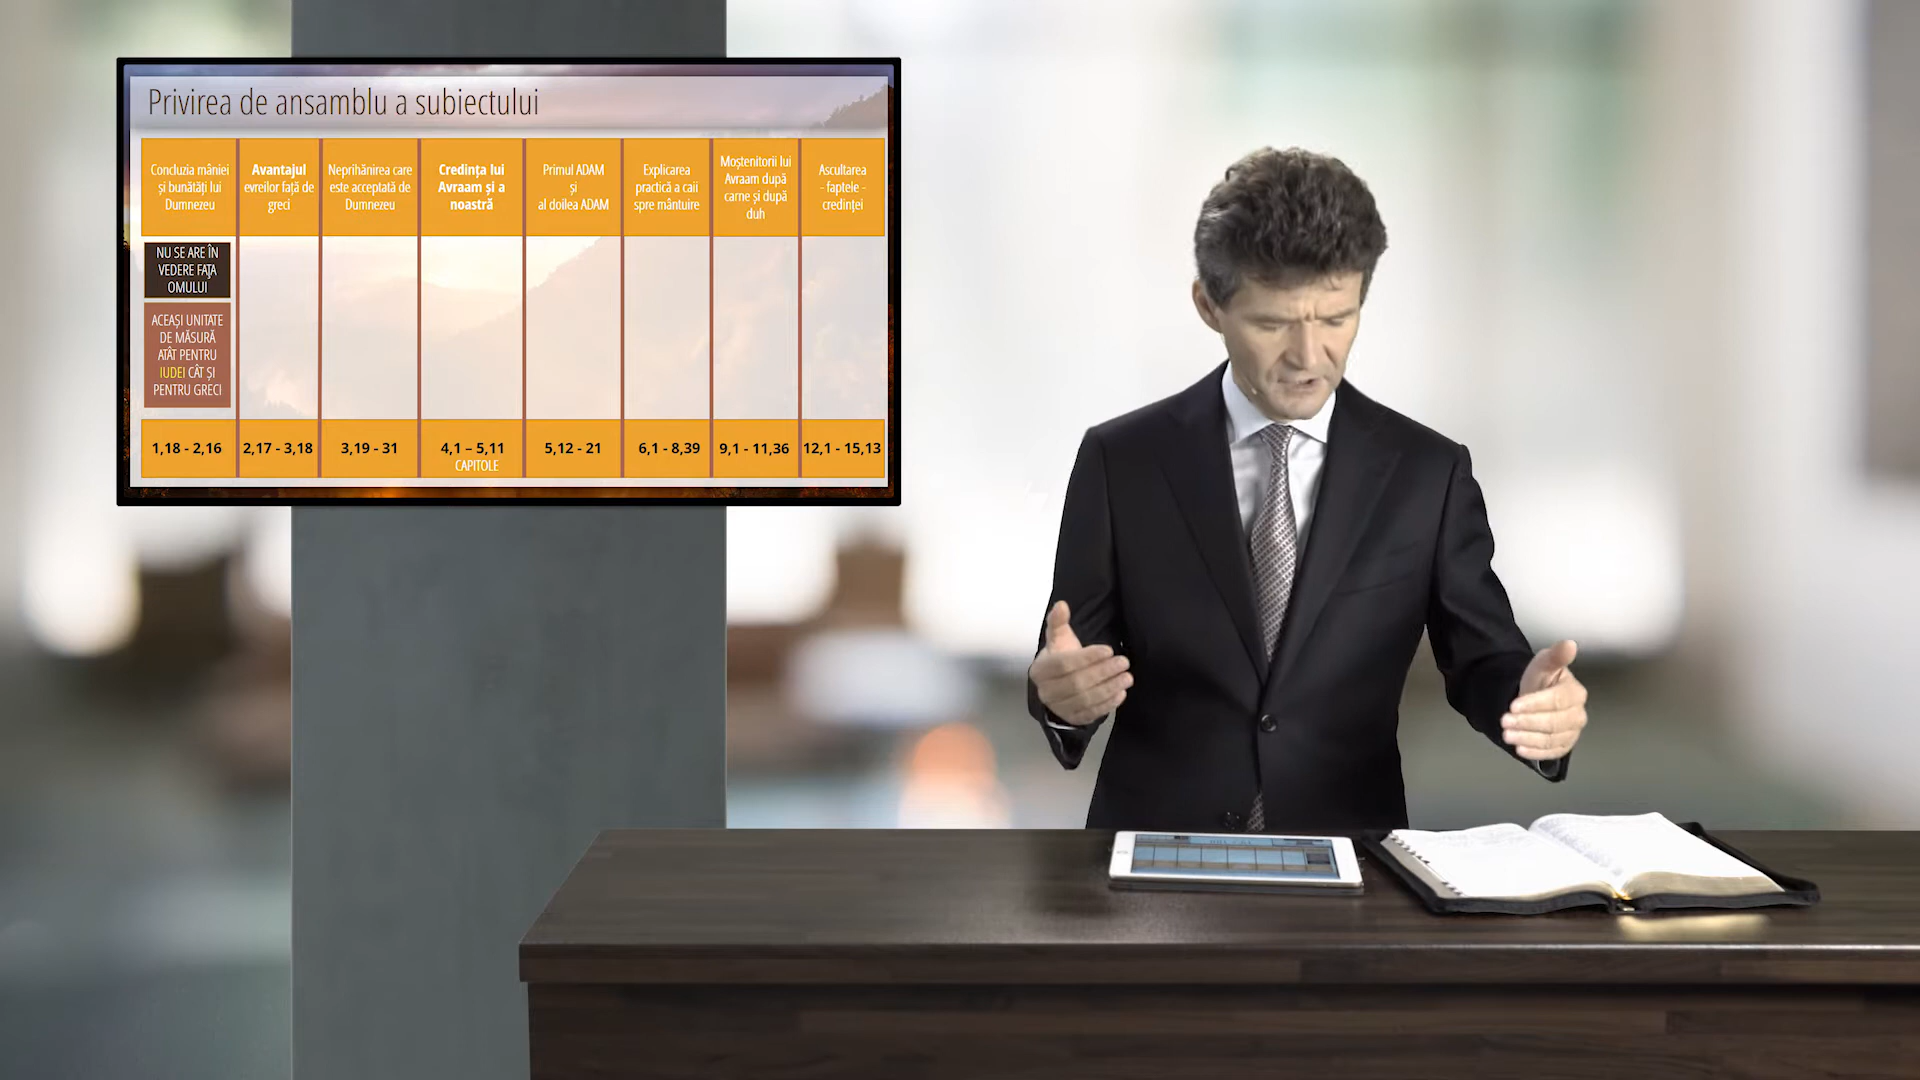 Privirea de ansamblu a subiectului
Concluzia mâniei
și bunătăți lui
Dumnezeu
Avantajul
evreilor față de
greci
Neprihănirea care
este acceptată de
Dumnezeu
Credința lui
Avraam și a
noastră
Primul ADAM
și
al doilea ADAM
Explicarea
practică a caii
spre mântuire
Moștenitorii lui
Avraam după
carne și după
duh
Ascultarea
- faptele -
credinței
NU SE ARE ÎN
VEDERE FAȚA
OMULUI
ACEAȘI UNITATE
DE MĂSURĂ
ATÂT PENTRU
IUDEI CÂT ȘI
PENTRU GRECI
1,18 - 2,16
2,17 - 3,18
3,19 - 31
4,1 – 5,11
CAPITOLE
5,12 - 21
6,1 - 8,39
9,1 - 11,36
12,1 - 15,13